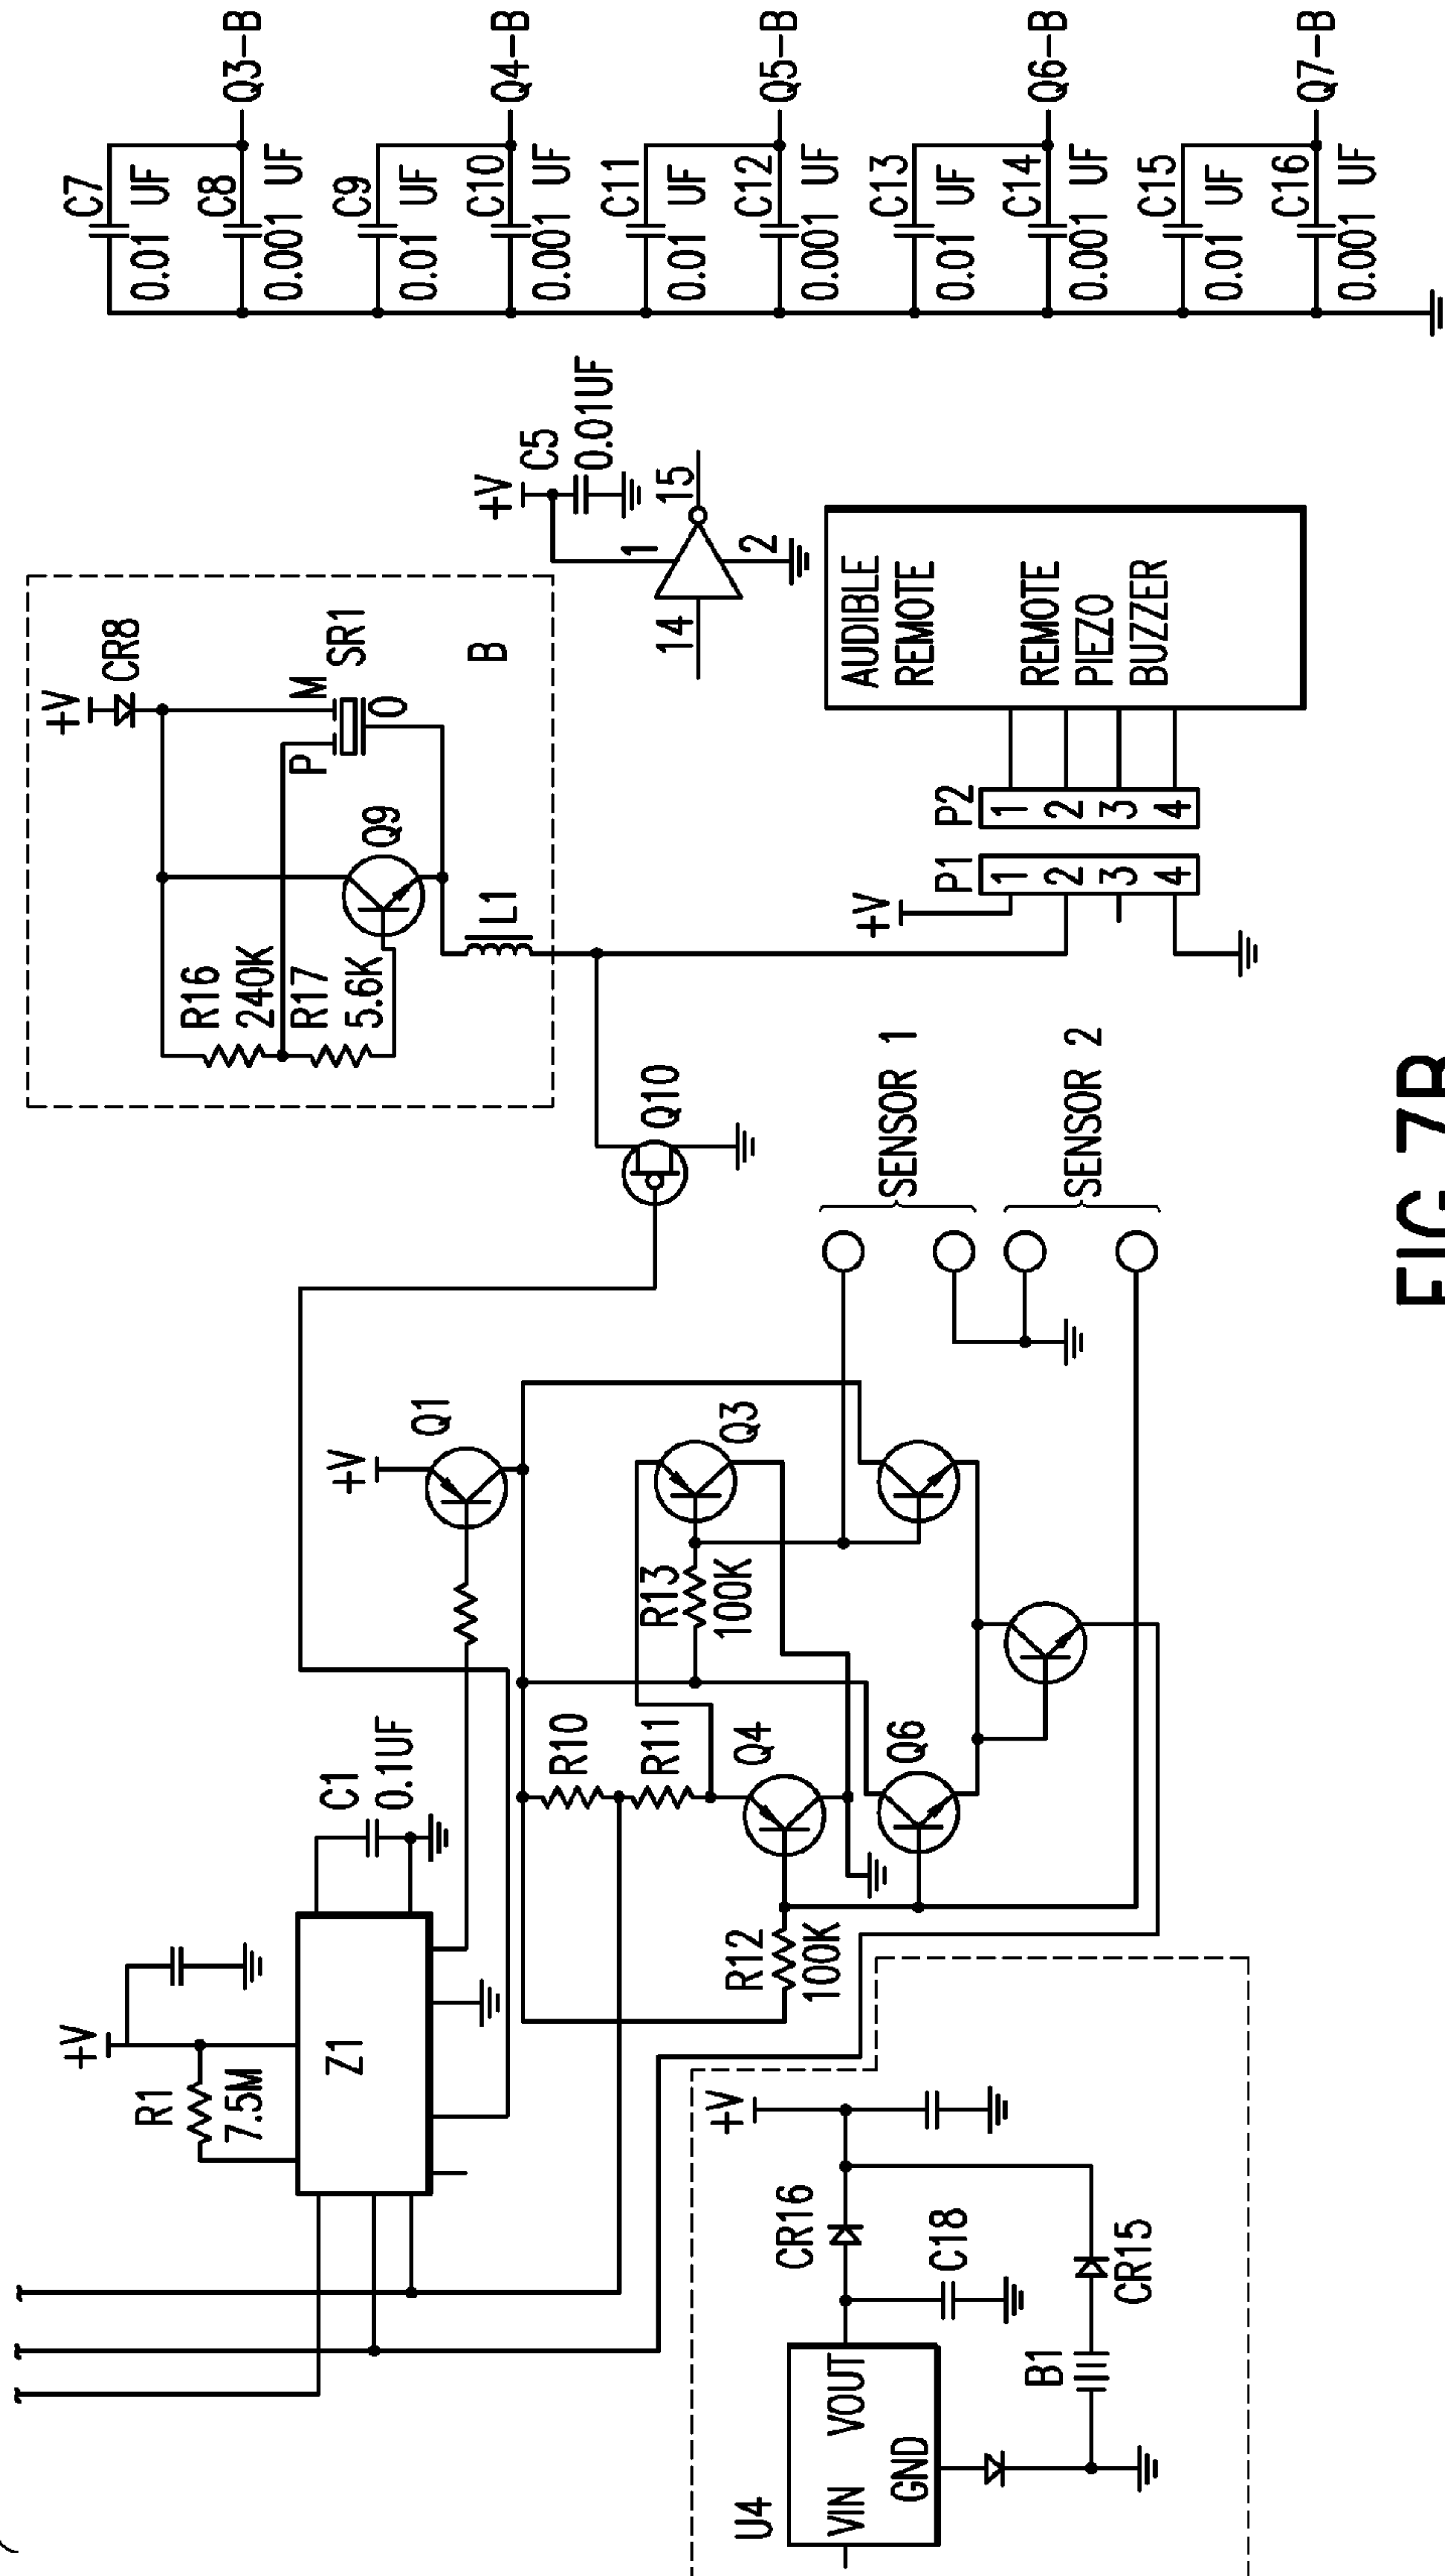 C7
0.01 UF
C8
0.001 UF
Q3-B
C9
0.01 UF
C10
0.001 UF
Q4-B
C11
0.01 UF
C12
0.001 UF
Q5-B
C13
0.01 UF
C14
0.001 UF
Q6-B
C15
0.01 UF
C16
0.001 UF
Q7-B
+V
CR8
M
P
SR1
O
B
Q9
R16
240K
R17
5.6K
L1
+V
C5
0.01UF
1
14
15
2
AUDIBLE
REMOTE
REMOTE
PIEZO
BUZZER
P2
1
2
3
4
P1
1
2
3
4
+V
Q10
SENSOR 1
SENSOR 2
+V
Q1
Q3
R13
100K
R10
R11
Q4
Q6
R12
100K
C1
0.1UF
+V
R1
7.5M
Z1
+V
CR16
C18
CR15
B1
U4
VIN VOUT
GND
FIG. 7B